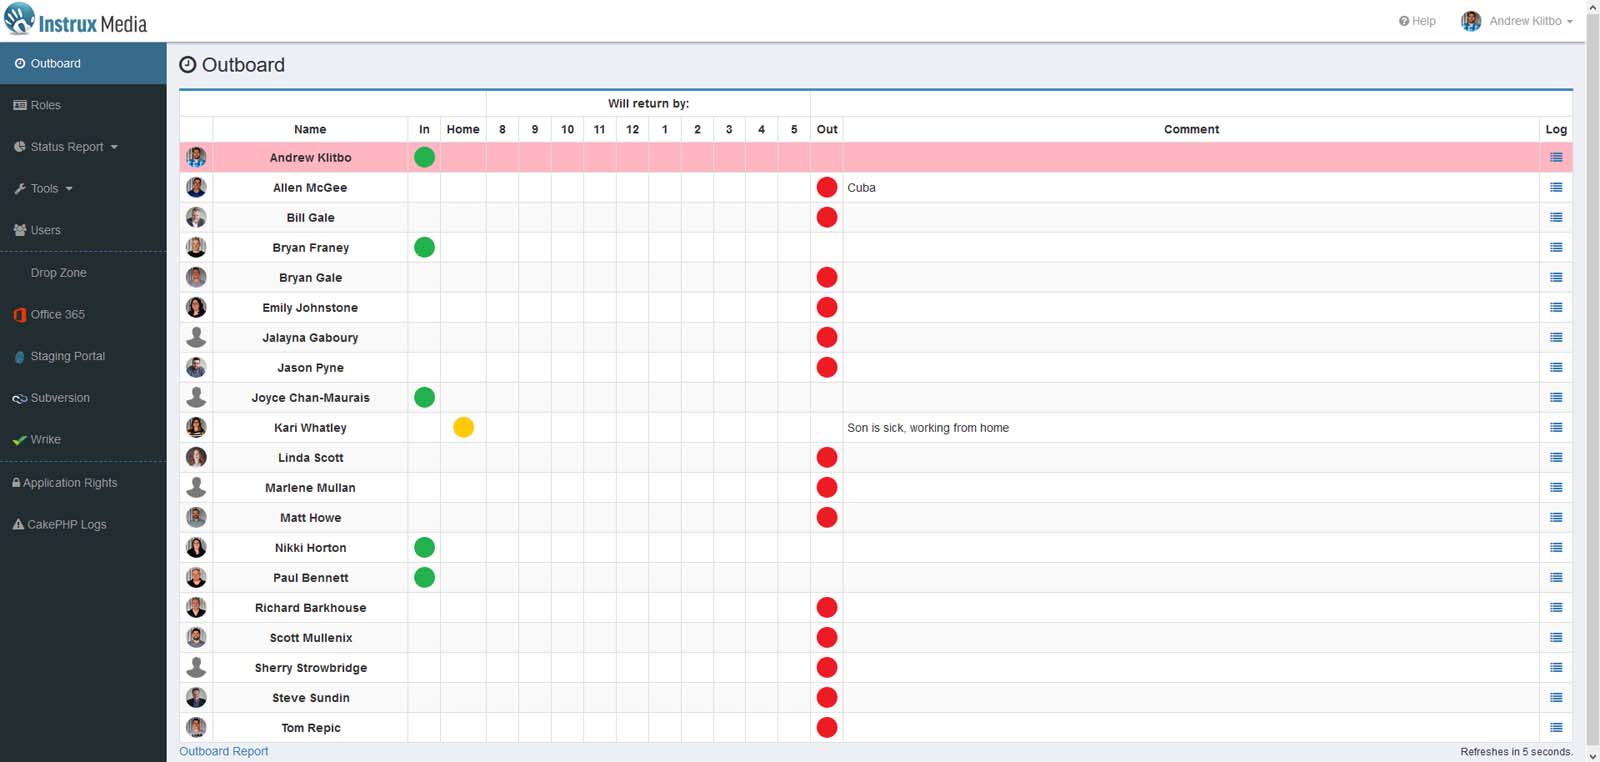 Instrux Media
Help Andrew Klitbo
Outboard
Roles
Status Report
Tools
Users
Drop Zone
Office 365
Staging Portal
Subversion
Wrike
Application Rights
CakePHP Logs
Outboard
Will return by:
Name In Home 8 9 10 11 12 1 2 3 4 5 Out Comment Log
Andrew Klitbo
Allen McGee Cuba
Bill Gale
Bryan Franey
Bryan Gale
Emily Johnstone
Jalayna Gaboury
Jason Pyne
Joyce Chan-Maurais
Kari Whatley Son is sick, working from home
Linda Scott
Marlene Mullan
Matt Howe
Nikki Horton
Paul Bennett
Richard Barkhouse
Scott Mullenix
Sherry Strowbridge
Steve Sundin
Tom Repic
Outboard Report Refreshes in 5 seconds.